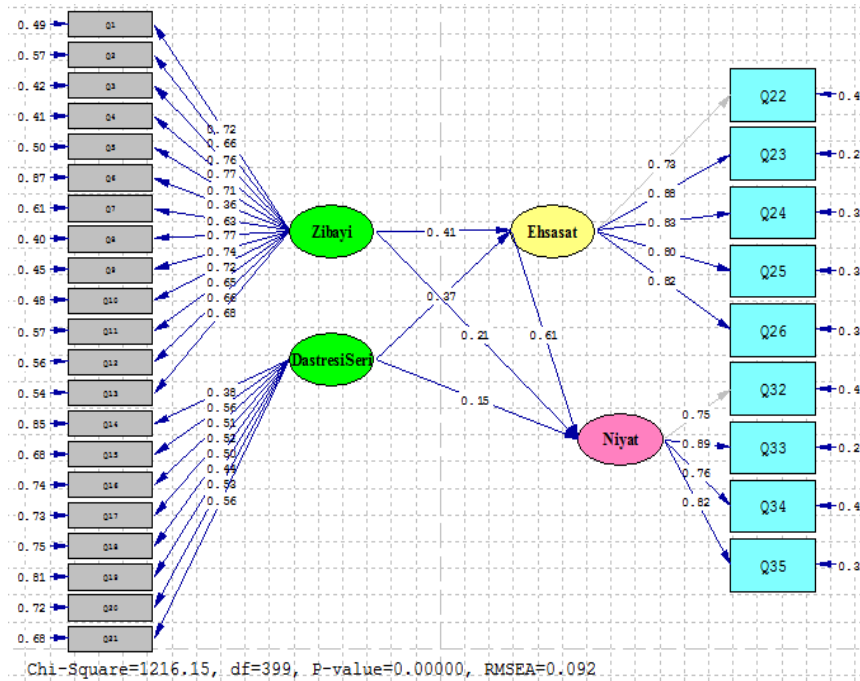 0.49 Q1
0.57 Q2
0.42 Q3
0.41 Q4
0.50 Q5
0.87 Q6
0.61 Q7
0.40 Q8
0.45 Q9
0.48 Q10
0.57 Q11
0.56 Q12
0.54 Q13
0.85 Q14
0.68 Q15
0.74 Q16
0.73 Q17
0.75 Q18
0.81 Q19
0.72 Q20
0.68 Q21
0.72
0.66
0.76
0.77
0.71
0.36
0.63
0.77
0.74
0.72
0.65
0.66
0.68
0.38
0.56
0.51
0.52
0.50
0.44
0.53
0.56
Zibayi
DastresiSeri
0.41
0.37
0.21
0.61
0.15
Ehsasat
Niyat
0.73
0.88
0.83
0.80
0.82
0.75
0.89
0.76
0.82
Q22 0.4
Q23 0.2
Q24 0.3
Q25 0.3
Q26 0.3
Q32 0.4
Q33 0.2
Q34 0.4
Q35 0.3
Chi-Square=1216.15, df=399, P-value=0.00000, RMSEA=0.092